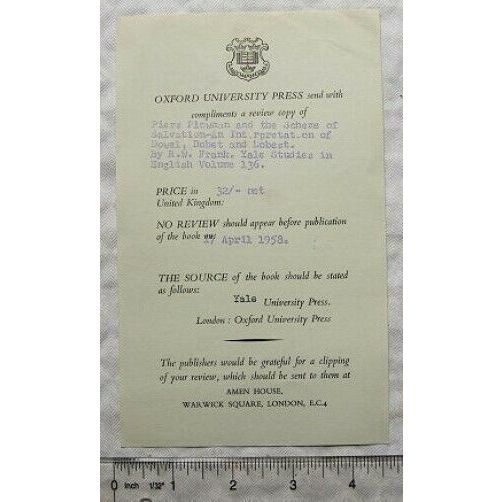 OXFORD UNIVERSITY PRESS send with
compliments a review copy of
Piers Plowman and the Scheme of
Salvation-An Interpretation of
Dowel, Dobet and Dobest.
By R.W. Frank. Yale Studies in
English Volume 136.
PRICE in 32/- net
United Kingdom:
NO REVIEW should appear before publication
of the book on: 17 April 1958.
THE SOURCE of the book should be stated
as follows:
Yale University Press.
London : Oxford University Press
The publishers would be grateful for a clipping
of your review, which should be sent to them at
AMEN HOUSE,
WARWICK SQUARE, LONDON, E.C.4
0 inch 1/32" 1 2 3 4